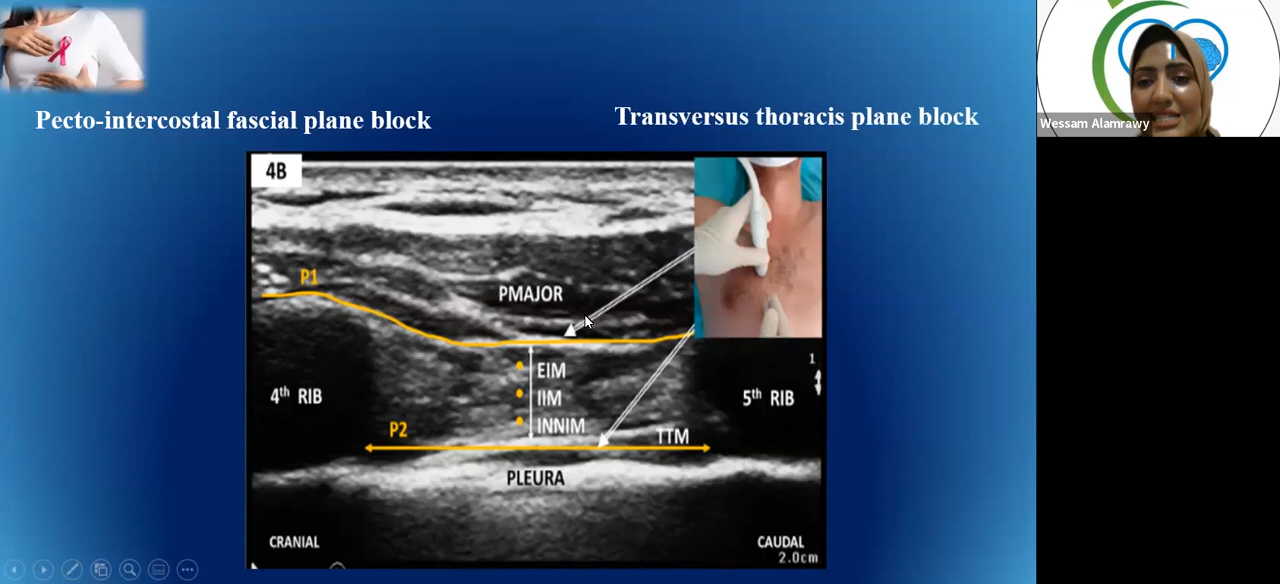 Pecto-intercostal fascial plane block
Transversus thoracis plane block
Wessam Alamrawy
4B
P1
PMAJOR
EIM
IIM
INNIM
4th RIB
5th RIB
1
P2
TTM
PLEURA
CRANIAL
CAUDAL
2.0cm